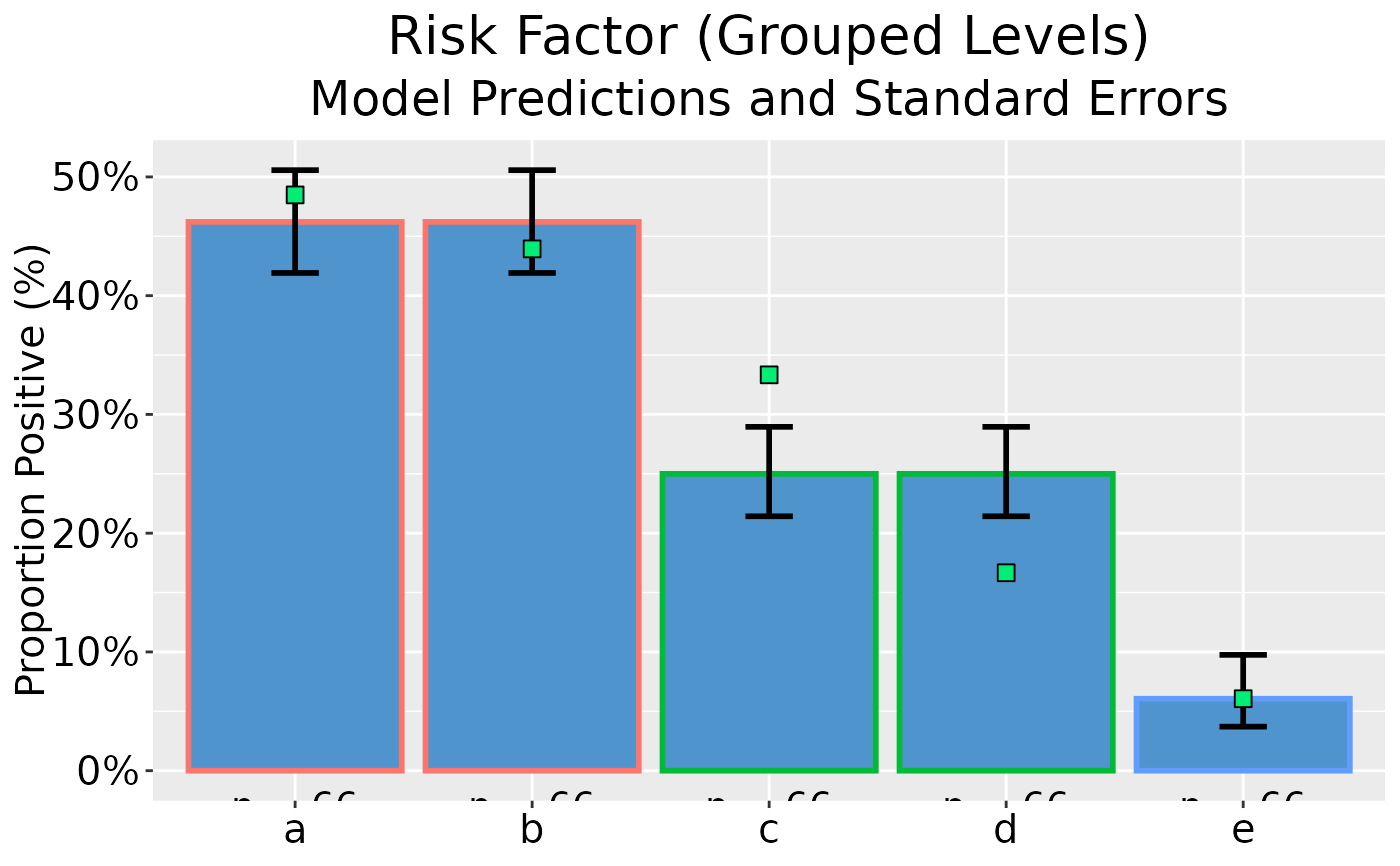 Risk Factor (Grouped Levels)
Model Predictions and Standard Errors
Proportion Positive (%)
50%
40%
30%
20%
10%
0%
a b c d e